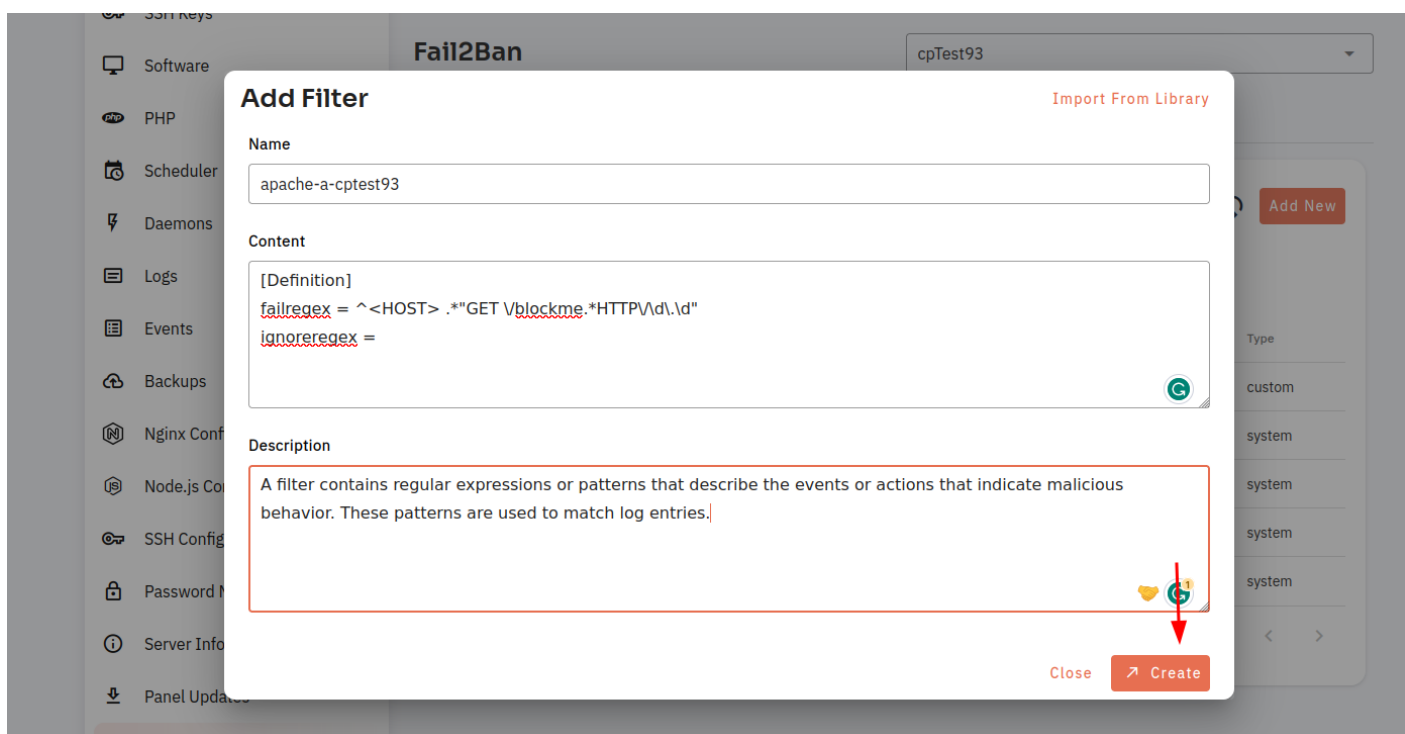 SSH Keys
Fail2Ban
cpTest93
Software
Add Filter
Import From Library
PHP
Name
Scheduler
apache-a-cptest93
Add New
Daemons
Content
Logs
[Definition]
failregex = ^<HOST> .*"GET \/blockme.*HTTP\/\d\.\d"
ignoreregex =
Events
Type
Backups
custom
Nginx Conf
system
Description
Node.js Co
A filter contains regular expressions or patterns that describe the events or actions that indicate malicious
behavior. These patterns are used to match log entries.
system
SSH Config
system
Password
1
system
Server Info
Close
Create
Panel Updates